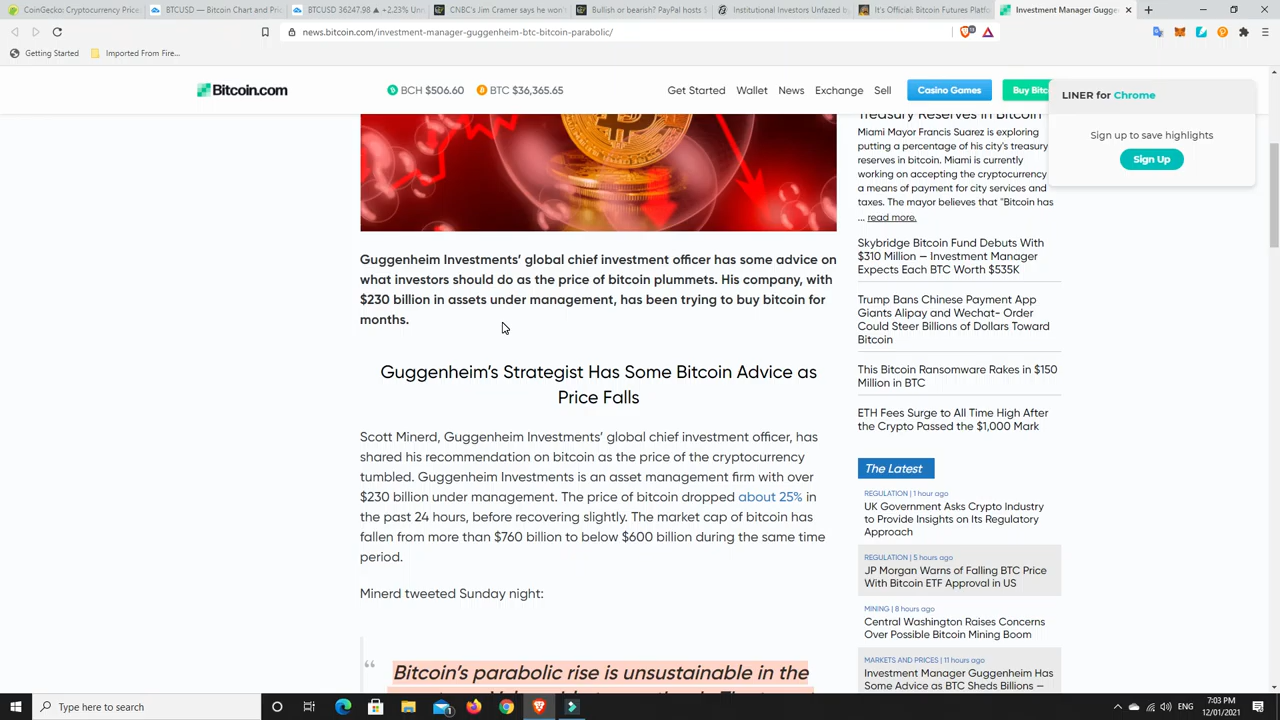 CoinGecko: Cryptocurrency Price
BTCUSD — Bitcoin Chart and Pric
BTCUSD 36247.98 ▲ +2.23% Un
CNBC's Jim Cramer says he won'
Bullish or bearish? PayPal hosts $
Institutional Investors Unfazed b
It's Official: Bitcoin Futures Platfo
Investment Manager Gugge
news.bitcoin.com/investment-manager-guggenheim-btc-bitcoin-parabolic/
Getting Started
Imported From Fire...
Bitcoin.com
BCH $506.60
BTC $36,365.65
Get Started
Wallet
News
Exchange
Sell
Casino Games
Buy Bitc
LINER for Chrome
Sign up to save highlights
Sign Up
Guggenheim Investments' global chief investment officer has some advice on
what investors should do as the price of bitcoin plummets. His company, with
$230 billion in assets under management, has been trying to buy bitcoin for
months.
Guggenheim's Strategist Has Some Bitcoin Advice as
Price Falls
Scott Minerd, Guggenheim Investments' global chief investment officer, has
shared his recommendation on bitcoin as the price of the cryptocurrency
tumbled. Guggenheim Investments is an asset management firm with over
$230 billion under management. The price of bitcoin dropped about 25% in
the past 24 hours, before recovering slightly. The market cap of bitcoin has
fallen from more than $760 billion to below $600 billion during the same time
period.
Minerd tweeted Sunday night:
Bitcoin's parabolic rise is unsustainable in the
Treasury Reserves in Bitcoin
Miami Mayor Francis Suarez is exploring
putting a percentage of his city's treasury
reserves in bitcoin. Miami is currently
working on accepting the cryptocurrency
a means of payment for city services and
taxes. The mayor believes that "Bitcoin has
... read more.
Skybridge Bitcoin Fund Debuts With
$310 Million — Investment Manager
Expects Each BTC Worth $535K
Trump Bans Chinese Payment App
Giants Alipay and Wechat- Order
Could Steer Billions of Dollars Toward
Bitcoin
This Bitcoin Ransomware Rakes in $150
Million in BTC
ETH Fees Surge to All Time High After
the Crypto Passed the $1,000 Mark
The Latest
REGULATION | 1 hour ago
UK Government Asks Crypto Industry
to Provide Insights on Its Regulatory
Approach
REGULATION | 5 hours ago
JP Morgan Warns of Falling BTC Price
With Bitcoin ETF Approval in US
MINING | 8 hours ago
Central Washington Raises Concerns
Over Possible Bitcoin Mining Boom
MARKETS AND PRICES | 11 hours ago
Investment Manager Guggenheim Has
Some Advice as BTC Sheds Billions —
Type here to search
ENG
7:03 PM
12/01/2021